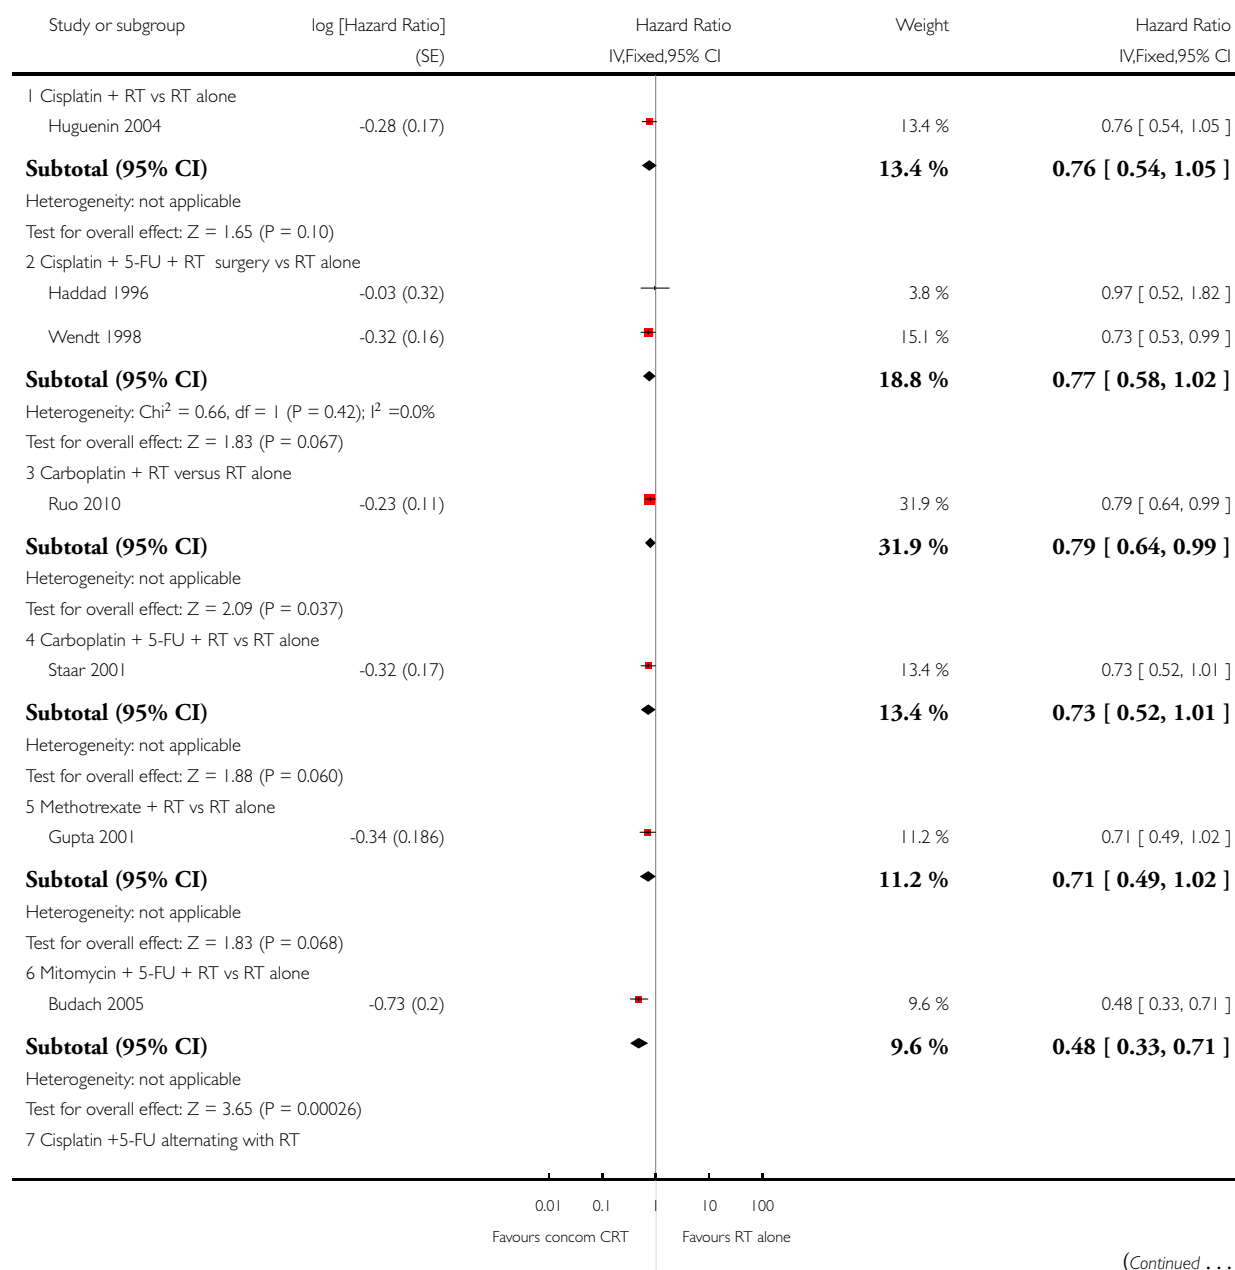 Study or subgroup log [Hazard Ratio] Hazard Ratio Weight Hazard Ratio
(SE) IV,Fixed,95% CI IV,Fixed,95% CI
1 Cisplatin + RT vs RT alone
Huguenin 2004 -0.28 (0.17) 13.4 % 0.76 [ 0.54, 1.05 ]
Subtotal (95% CI) 13.4 % 0.76 [ 0.54, 1.05 ]
Heterogeneity: not applicable
Test for overall effect: Z = 1.65 (P = 0.10)
2 Cisplatin + 5-FU + RT surgery vs RT alone
Haddad 1996 -0.03 (0.32) 3.8 % 0.97 [ 0.52, 1.82 ]
Wendt 1998 -0.32 (0.16) 15.1 % 0.73 [ 0.53, 0.99 ]
Subtotal (95% CI) 18.8 % 0.77 [ 0.58, 1.02 ]
Heterogeneity: Chi² = 0.66, df = 1 (P = 0.42); I² =0.0%
Test for overall effect: Z = 1.83 (P = 0.067)
3 Carboplatin + RT versus RT alone
Ruo 2010 -0.23 (0.11) 31.9 % 0.79 [ 0.64, 0.99 ]
Subtotal (95% CI) 31.9 % 0.79 [ 0.64, 0.99 ]
Heterogeneity: not applicable
Test for overall effect: Z = 2.09 (P = 0.037)
4 Carboplatin + 5-FU + RT vs RT alone
Staar 2001 -0.32 (0.17) 13.4 % 0.73 [ 0.52, 1.01 ]
Subtotal (95% CI) 13.4 % 0.73 [ 0.52, 1.01 ]
Heterogeneity: not applicable
Test for overall effect: Z = 1.88 (P = 0.060)
5 Methotrexate + RT vs RT alone
Gupta 2001 -0.34 (0.186) 11.2 % 0.71 [ 0.49, 1.02 ]
Subtotal (95% CI) 11.2 % 0.71 [ 0.49, 1.02 ]
Heterogeneity: not applicable
Test for overall effect: Z = 1.83 (P = 0.068)
6 Mitomycin + 5-FU + RT vs RT alone
Budach 2005 -0.73 (0.2) 9.6 % 0.48 [ 0.33, 0.71 ]
Subtotal (95% CI) 9.6 % 0.48 [ 0.33, 0.71 ]
Heterogeneity: not applicable
Test for overall effect: Z = 3.65 (P = 0.00026)
7 Cisplatin +5-FU alternating with RT
0.01 0.1 1 10 100
Favours concom CRT Favours RT alone
(Continued . . .